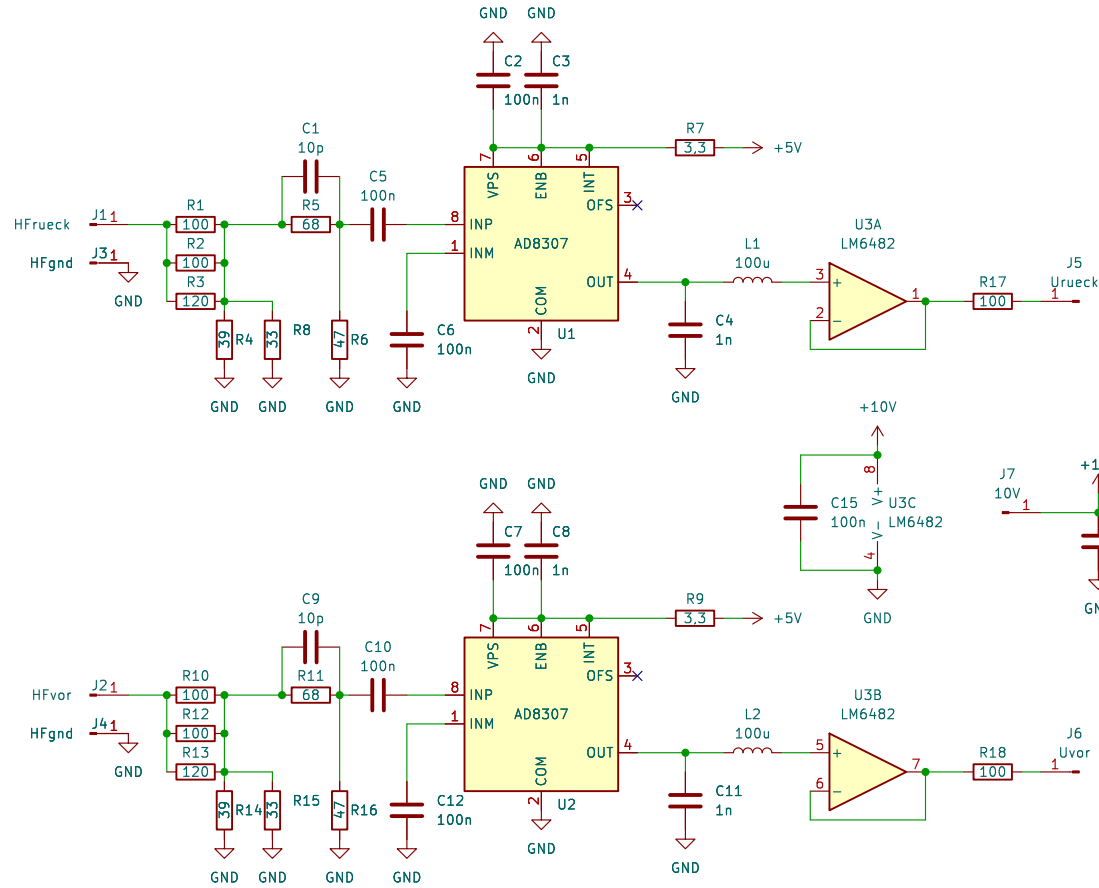 GND GND
C2 C3
100n 1n
C1
10p
R7
3,3
+5V
7 6 5
VPS ENB INT
C5
100n
3
OFS
HFrueck J1 1
R1
100
R5
68
8 INP
AD8307
U3A
LM6482
R2
100
1 INM
L1
100u
HFgnd J3 1
GND
R3
120
OUT 4
3 +
1
2 -
R17
100
J5
Urueck
1
COM
39 R4
33 R8
47 R6
C6
100n
2 U1
C4
1n
GND
GND GND GND GND
GND
+10V
8
V+
C15
100n
U3C
LM6482
V-
4
GND
J7
10V 1
+1
GN
GND GND
C7 C8
100n 1n
C9
10p
R9
3,3
+5V
7 6 5
VPS ENB INT
C10
100n
3
OFS
HFvor J2 1
R10
100
R11
68
8 INP
AD8307
U3B
LM6482
R12
100
1 INM
L2
100u
HFgnd J4 1
GND
R13
120
OUT 4
5 +
7
6 -
R18
100
J6
Uvor
1
COM
39 R14
33 R15
47 R16
C12
100n
2 U2
C11
1n
GND
GND GND GND GND
GND